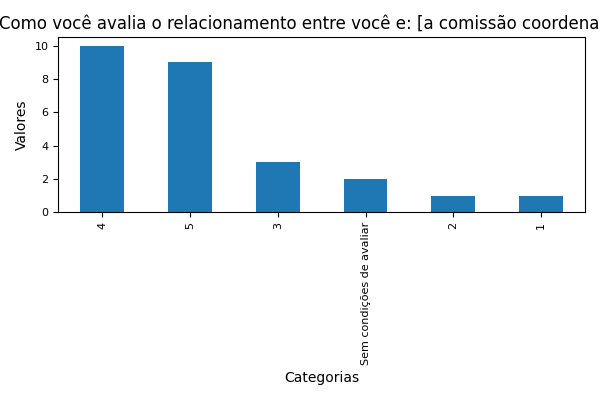 Como você avalia o relacionamento entre você e: [a comissão coordena
Valores
10
8
6
4
2
0
4
5
3
Sem condições de avaliar
2
1
Categorias